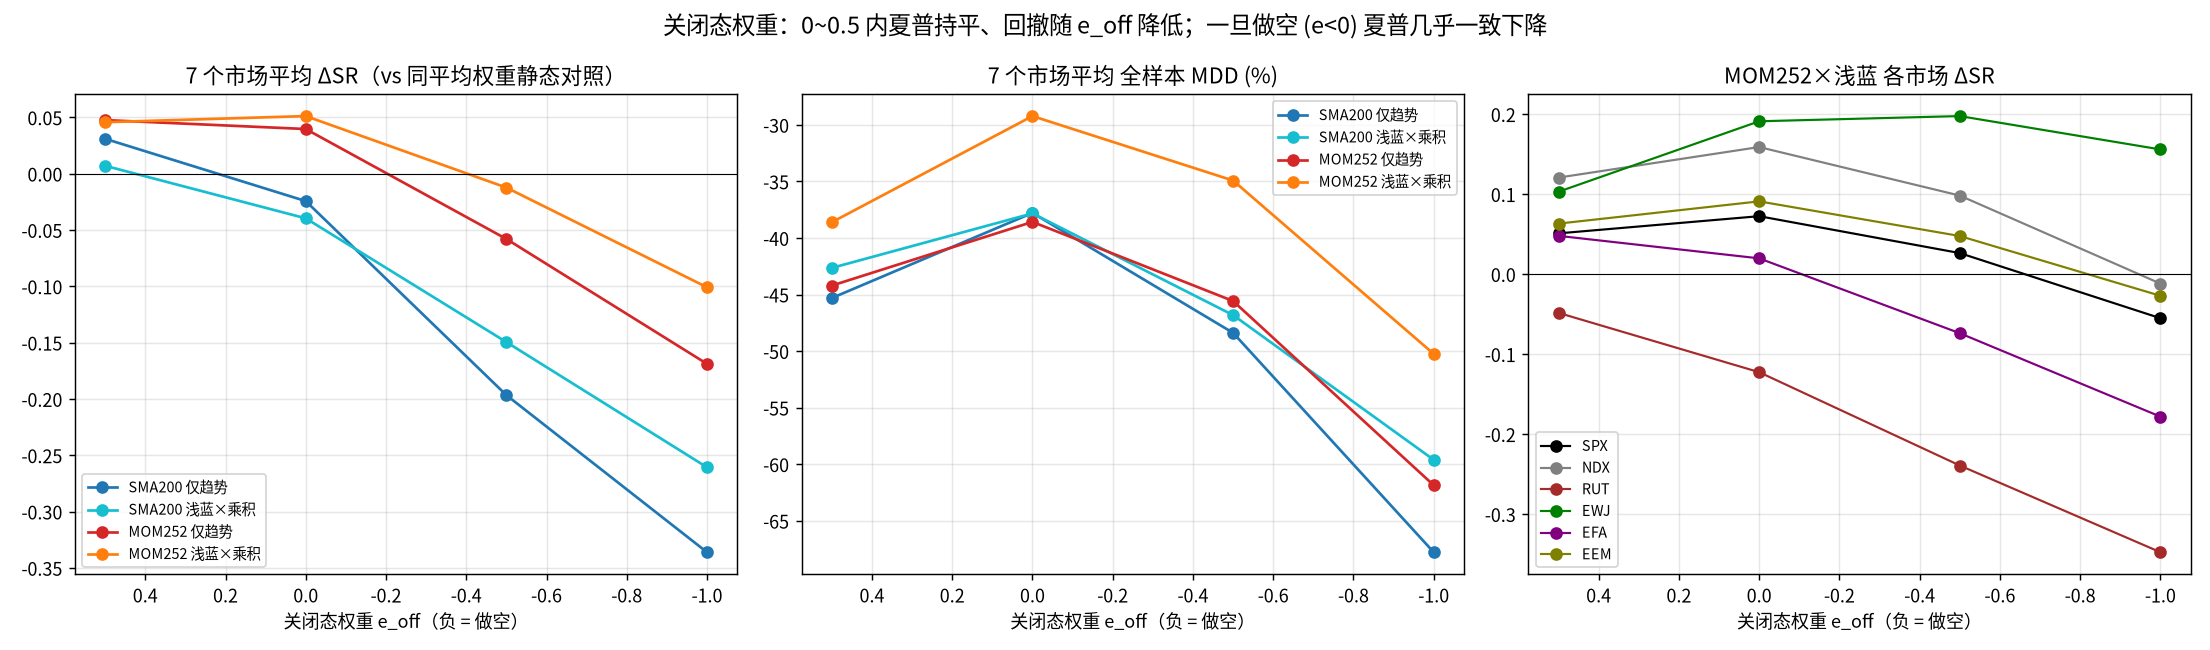 关闭态权重：0~0.5 内夏普持平、回撤随 e_off 降低；一旦做空 (e<0) 夏普几乎一致下降
7 个市场平均 ΔSR（vs 同平均权重静态对照）
0.05
0.00
-0.05
-0.10
-0.15
-0.20
-0.25
-0.30
-0.35
SMA200 仅趋势
SMA200 浅蓝×乘积
MOM252 仅趋势
MOM252 浅蓝×乘积
0.4 0.2 0.0 -0.2 -0.4 -0.6 -0.8 -1.0
关闭态权重 e_off（负 = 做空）
7 个市场平均 全样本 MDD (%)
-30
-35
-40
-45
-50
-55
-60
-65
SMA200 仅趋势
SMA200 浅蓝×乘积
MOM252 仅趋势
MOM252 浅蓝×乘积
0.4 0.2 0.0 -0.2 -0.4 -0.6 -0.8 -1.0
关闭态权重 e_off（负 = 做空）
MOM252×浅蓝 各市场 ΔSR
0.2
0.1
0.0
-0.1
-0.2
-0.3
SPX
NDX
RUT
EWJ
EFA
EEM
0.4 0.2 0.0 -0.2 -0.4 -0.6 -0.8 -1.0
关闭态权重 e_off（负 = 做空）